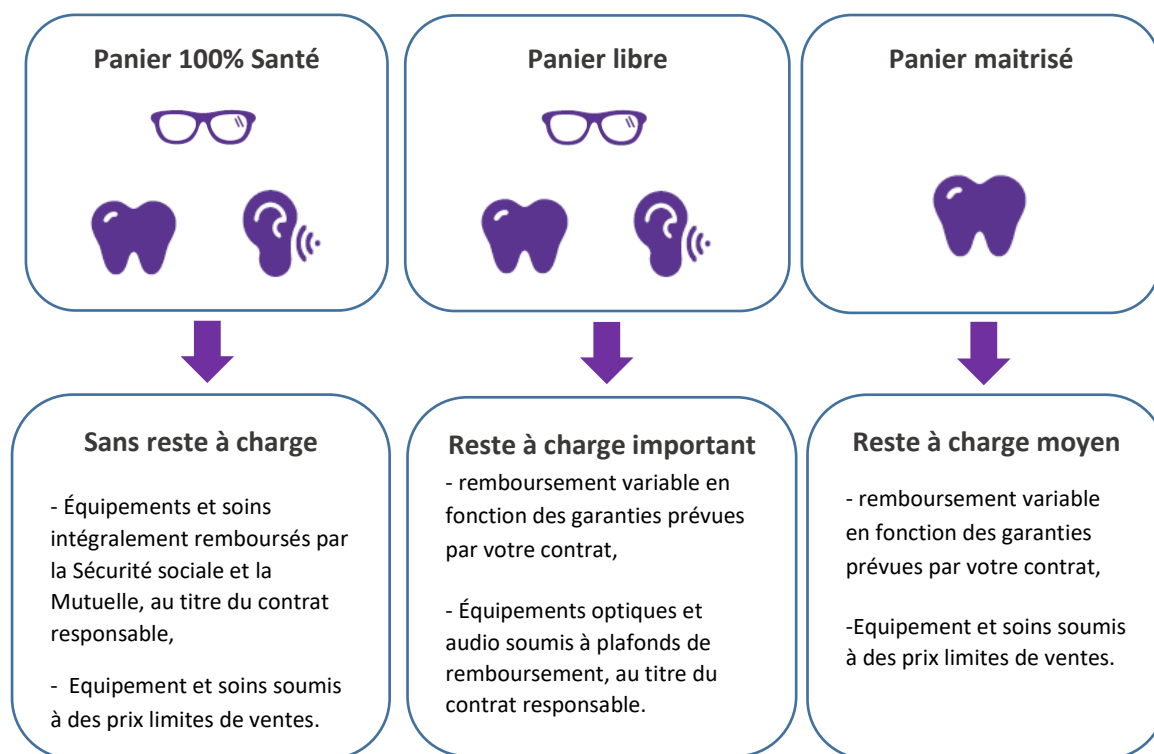 Panier 100% Santé
Panier libre
Panier maitrisé
Sans reste à charge
- Équipements et soins
intégralement remboursés par
la Sécurité sociale et la
Mutuelle, au titre du contrat
responsable,
- Equipement et soins soumis
à des prix limites de ventes.
Reste à charge important
- remboursement variable en
fonction des garanties prévues
par votre contrat,
- Équipements optiques et
audio soumis à plafonds de
remboursement, au titre du
contrat responsable.
Reste à charge moyen
- remboursement variable
en fonction des garanties
prévues par votre contrat,
-Equipement et soins soumis
à des prix limites de ventes.